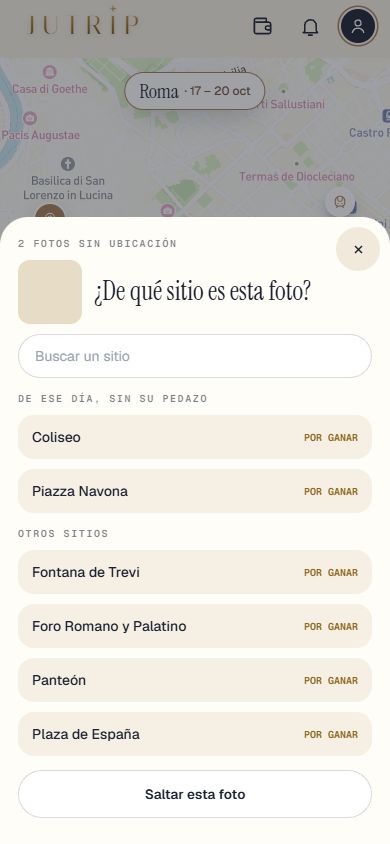 JUTRIP
Casa di Goethe
Roma · 17 – 20 oct
rti Sallustiani
Pacis Augustae
Castro P
Basilica di San
Lorenzo in Lucina
Termas de Diocleciano
2 FOTOS SIN UBICACIÓN
×
¿De qué sitio es esta foto?
Buscar un sitio
DE ESE DÍA, SIN SU PEDAZO
Coliseo POR GANAR
Piazza Navona POR GANAR
OTROS SITIOS
Fontana de Trevi POR GANAR
Foro Romano y Palatino POR GANAR
Panteón POR GANAR
Plaza de España POR GANAR
Saltar esta foto